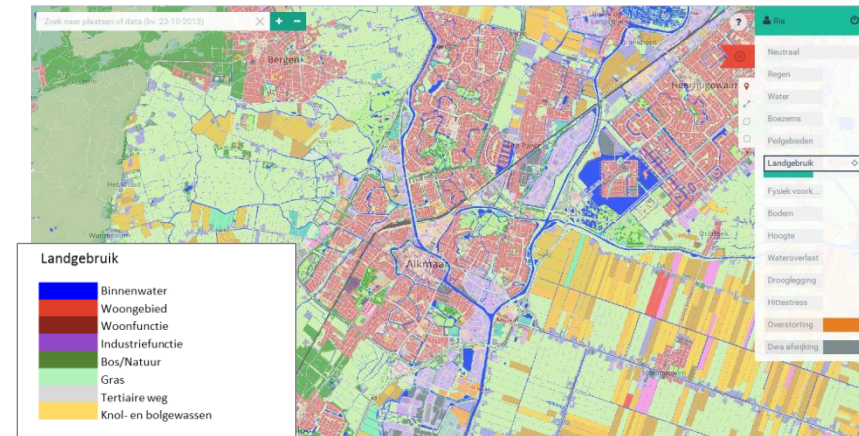 Zoek naar plaatsen of data (bv. 23-10-2013)
?
Ria
Bergen
Heerhugowaard
Neutraal
Regen
Water
Boezems
Peilgebieden
Landgebruik
Fysiek voork...
Bodem
Hoogte
Wateroverlast
Drooglegging
Hittestress
Overstorting
Dwa afwijking
Het Woud
Alkmaar
Landgebruik
Binnenwater
Woongebied
Woonfunctie
Industriefunctie
Bos/Natuur
Gras
Tertiaire weg
Knol- en bolgewassen